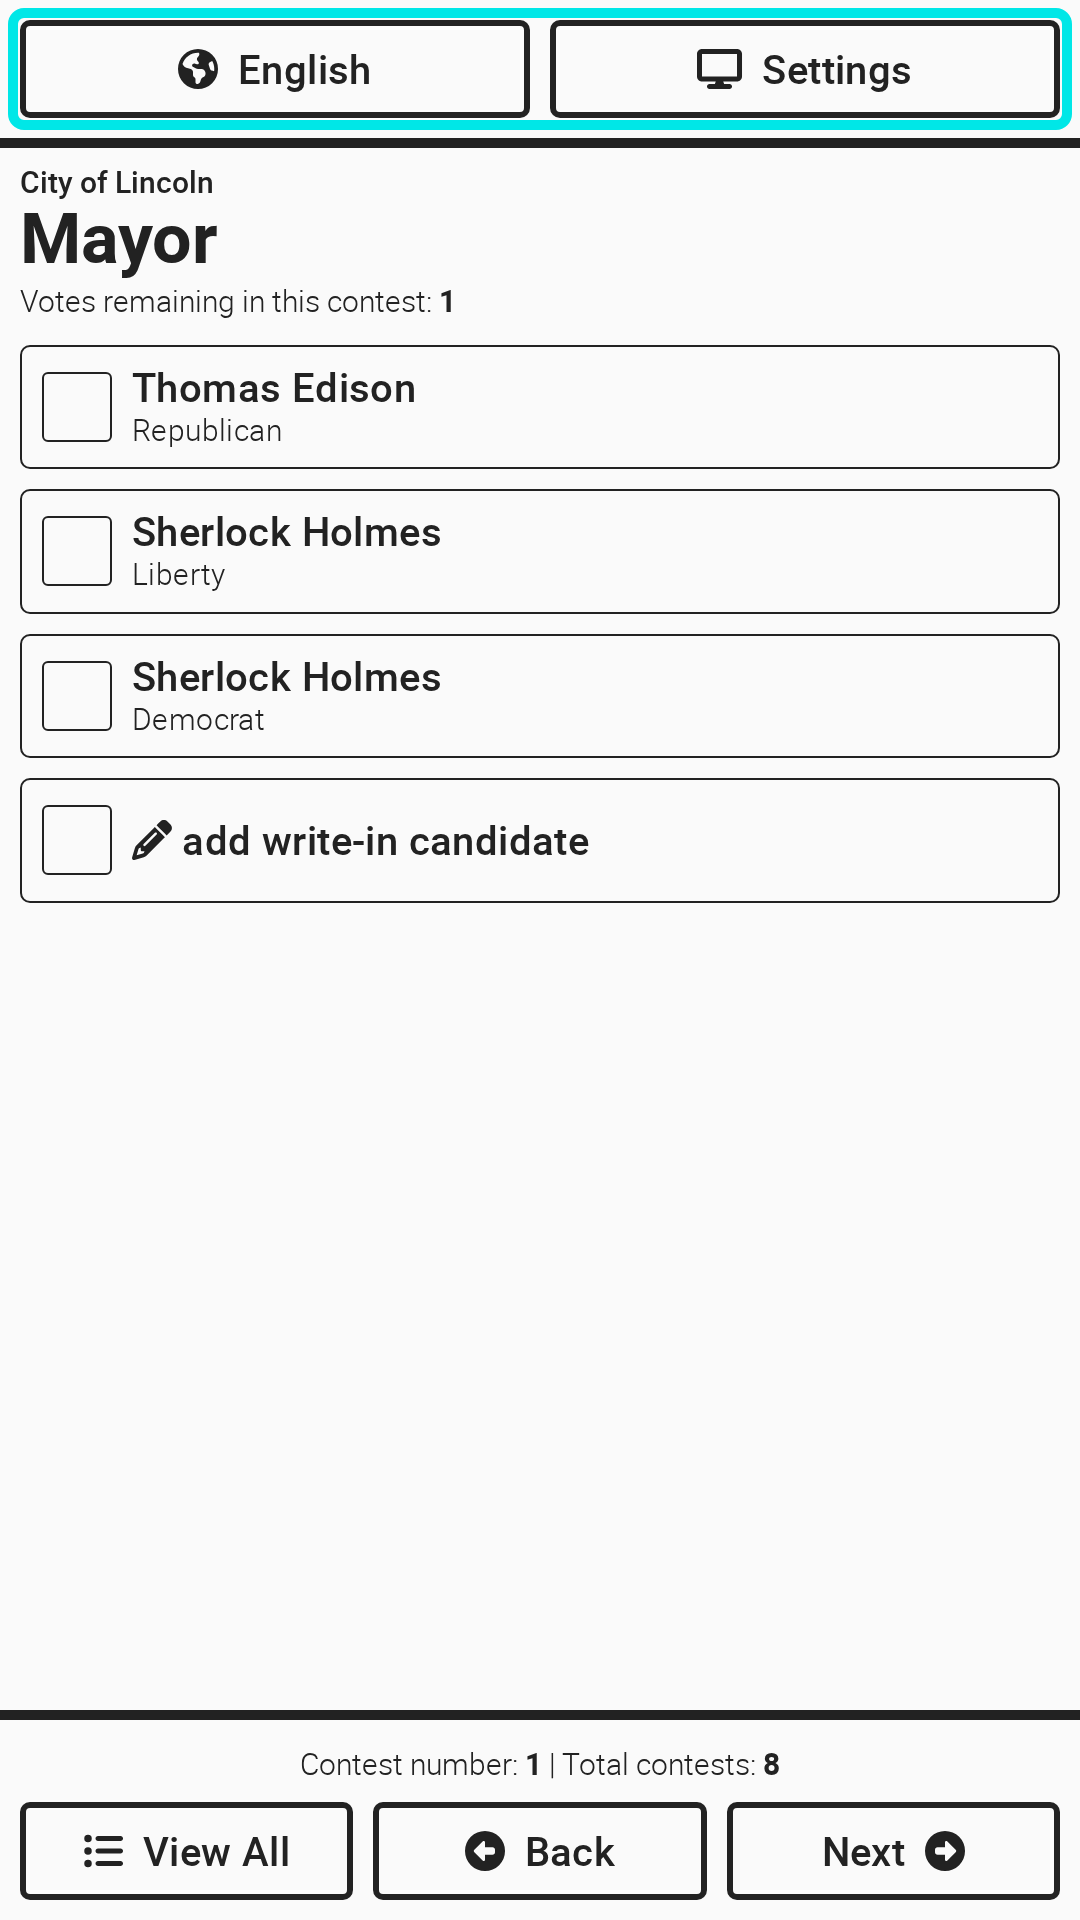 English
Settings
City of Lincoln
Mayor
Votes remaining in this contest: 1
Thomas Edison
Republican
Sherlock Holmes
Liberty
Sherlock Holmes
Democrat
add write-in candidate
Contest number: 1 | Total contests: 8
View All
Back
Next